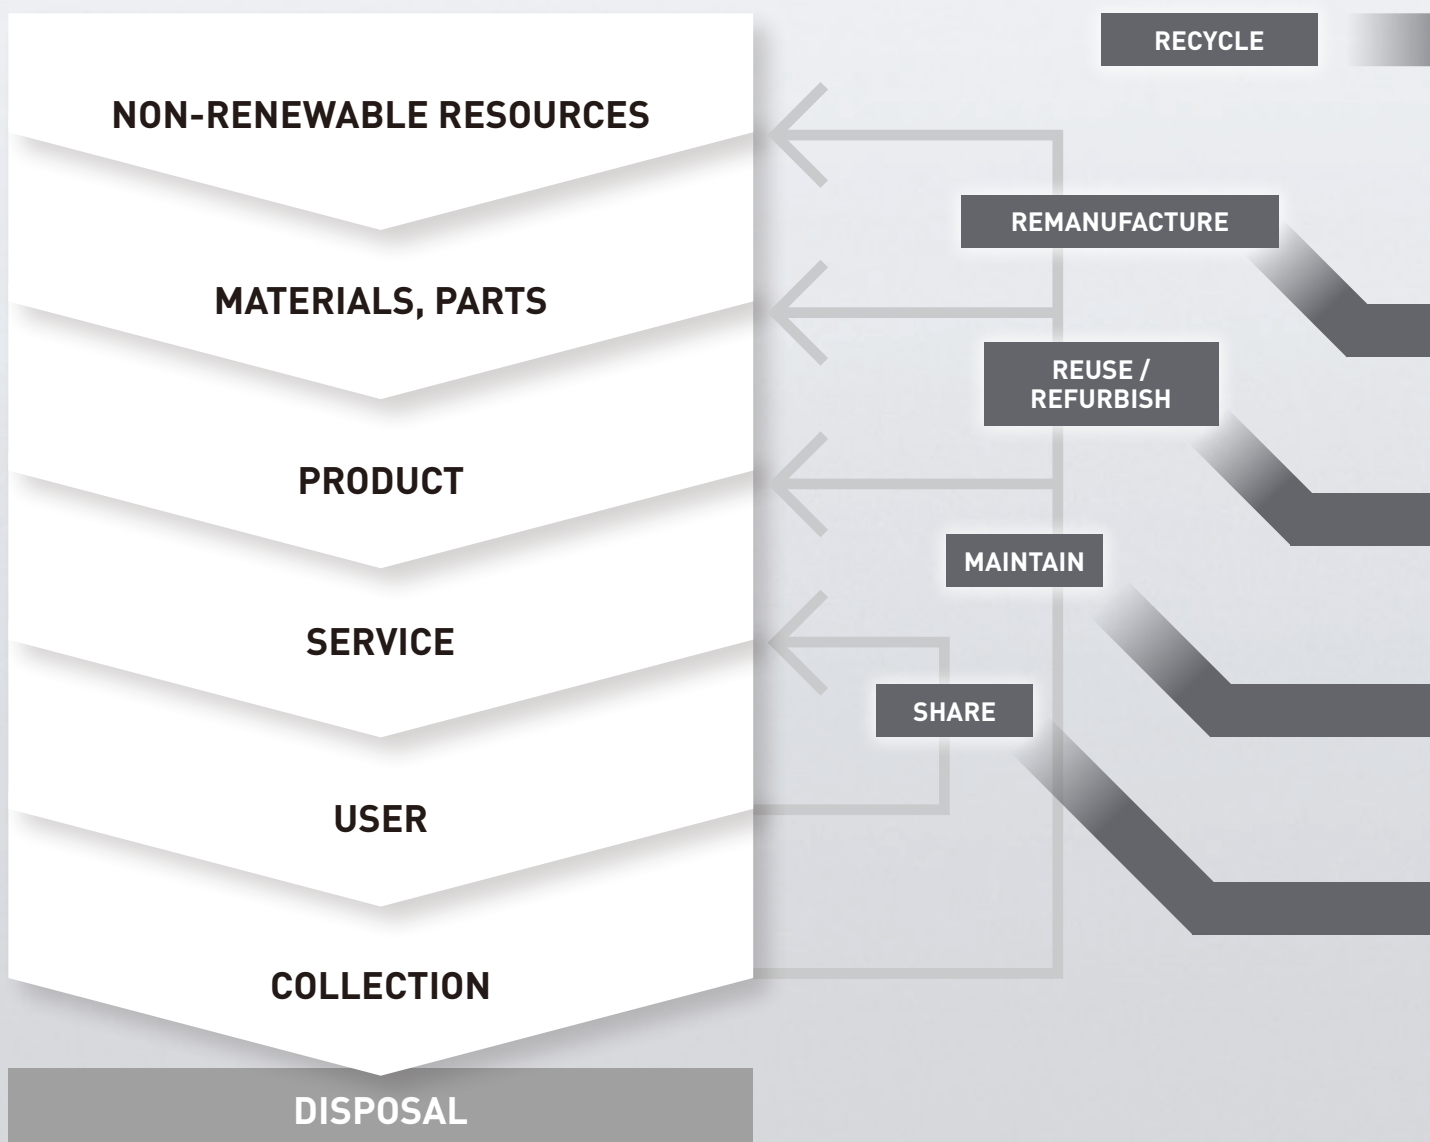 NON-RENEWABLE RESOURCES
MATERIALS, PARTS
PRODUCT
SERVICE
USER
COLLECTION
DISPOSAL
RECYCLE
REMANUFACTURE
REUSE /
REFURBISH
MAINTAIN
SHARE